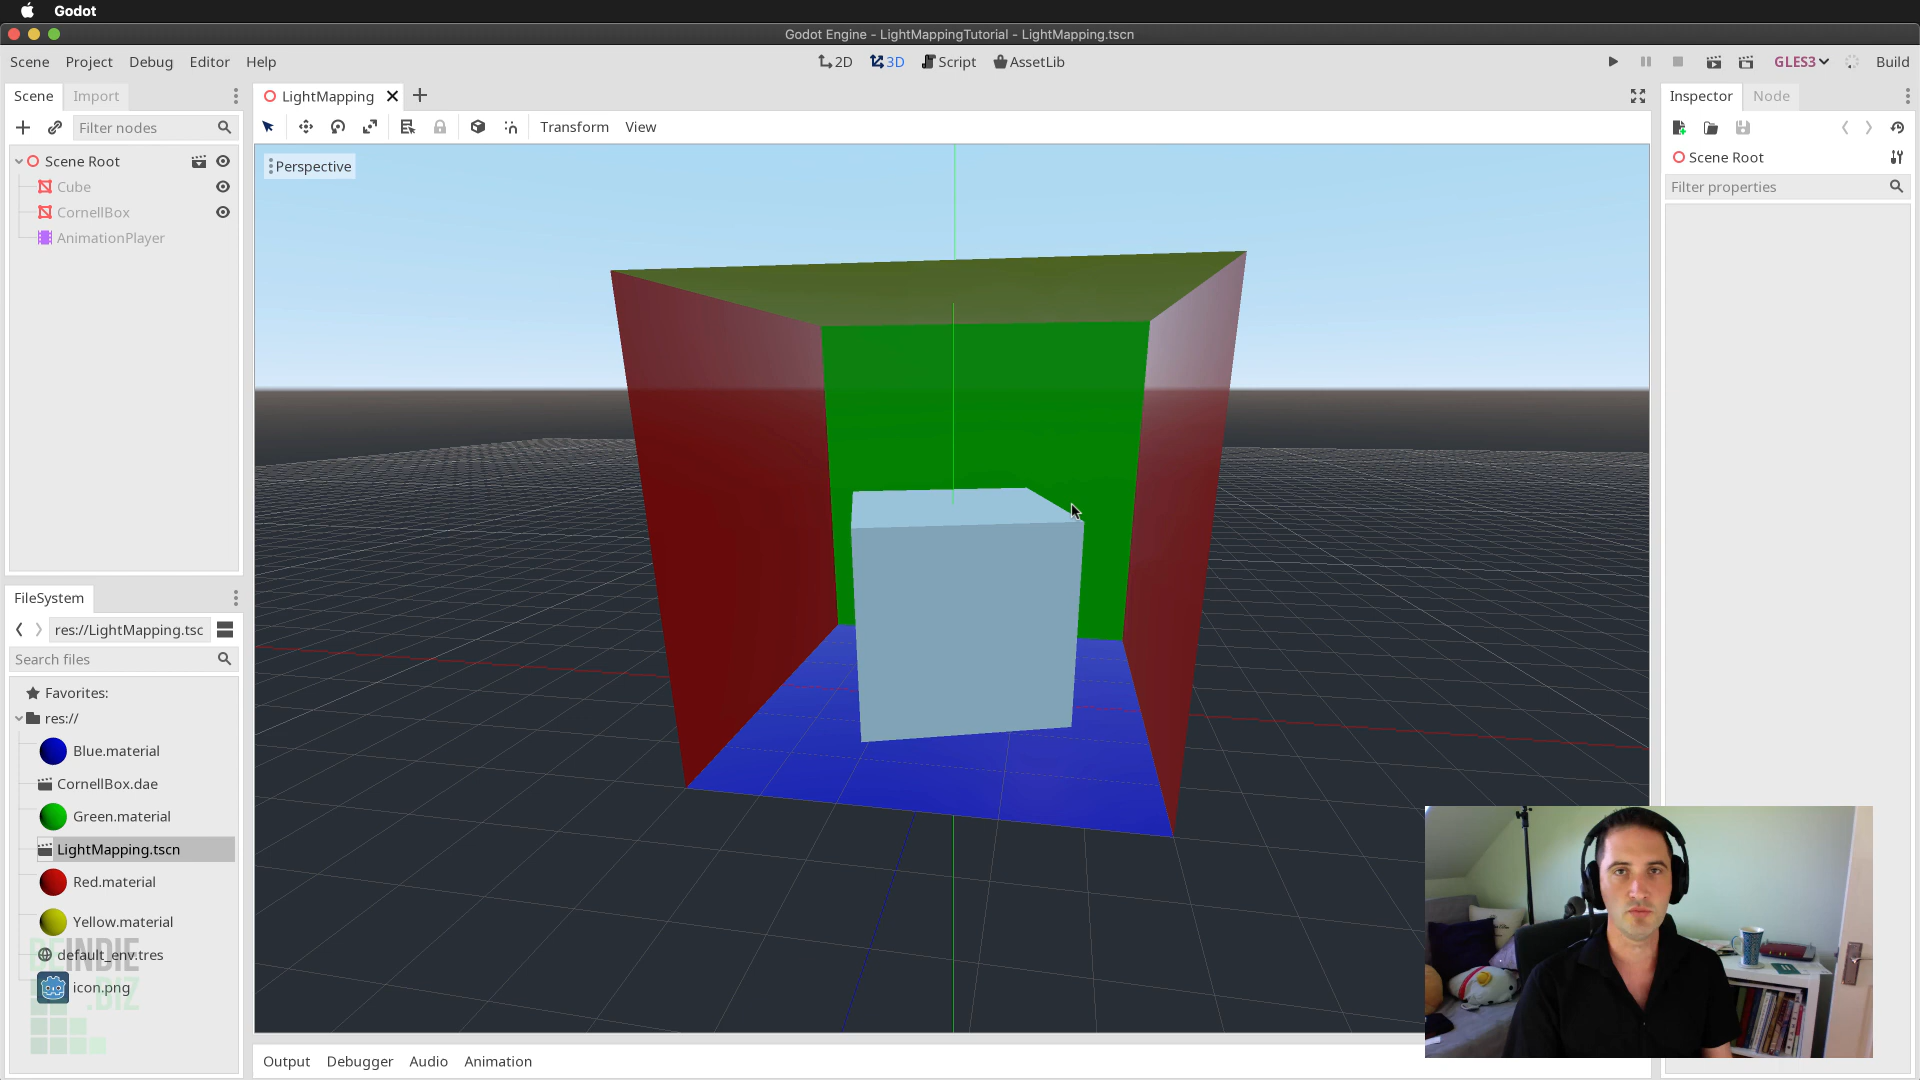 Godot
Godot Engine - LightMappingTutorial - LightMapping.tscn
Scene Project Debug Editor Help
2D 3D Script AssetLib
GLES3 Build
Scene Import
LightMapping
Inspector Node
Filter nodes
Transform View
Scene Root
Cube
CornellBox
AnimationPlayer
Perspective
Scene Root
Filter properties
FileSystem
res://LightMapping.tsc
Search files
Favorites:
res://
Blue.material
CornellBox.dae
Green.material
LightMapping.tscn
Red.material
Yellow.material
default_env.tres
icon.png
BEINDIE
.BIZ
Output Debugger Audio Animation